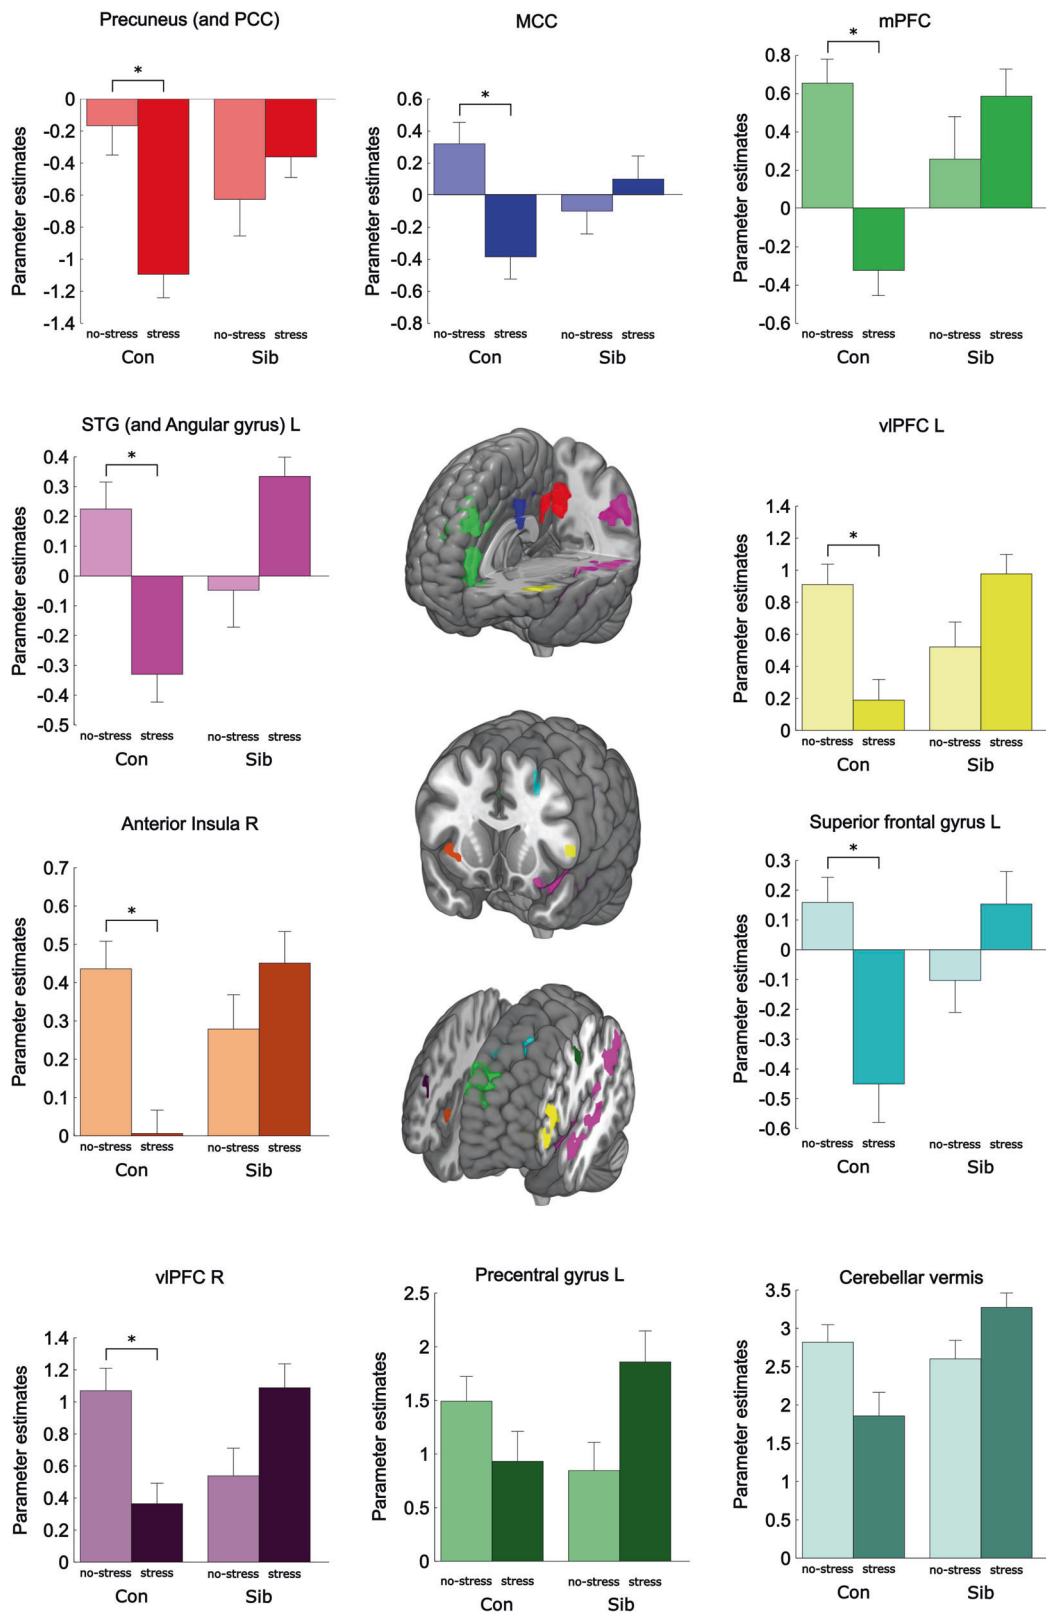 Precuneus (and PCC)
*
Parameter estimates
0
-0.2
-0.4
-0.6
-0.8
-1
-1.2
-1.4
no-stress stress
Con Sib
MCC
*
Parameter estimates
0.6
0.4
0.2
0
-0.2
-0.4
-0.6
-0.8
no-stress stress no-stress stress
Con Sib
mPFC
*
Parameter estimates
0.8
0.6
0.4
0.2
0
-0.2
-0.4
-0.6
no-stress stress no-stress stress
Con Sib
STG (and Angular gyrus) L
*
Parameter estimates
0.4
0.3
0.2
0.1
0
-0.1
-0.2
-0.3
-0.4
-0.5
no-stress stress no-stress stress
Con Sib
vlPFC L
*
Parameter estimates
1.4
1.2
1
0.8
0.6
0.4
0.2
0
no-stress stress no-stress stress
Con Sib
Anterior Insula R
*
Parameter estimates
0.7
0.6
0.5
0.4
0.3
0.2
0.1
0
no-stress stress no-stress stress
Con Sib
Superior frontal gyrus L
*
Parameter estimates
0.3
0.2
0.1
0
-0.1
-0.2
-0.3
-0.4
-0.5
-0.6
no-stress stress no-stress stress
Con Sib
vlPFC R
*
Parameter estimates
1.4
1.2
1
0.8
0.6
0.4
0.2
0
no-stress stress no-stress stress
Con Sib
Precentral gyrus L
Parameter estimates
2.5
2
1.5
1
0.5
0
no-stress stress no-stress stress
Con Sib
Cerebellar vermis
Parameter estimates
3.5
3
2.5
2
1.5
1
0.5
0
no-stress stress no-stress stress
Con Sib